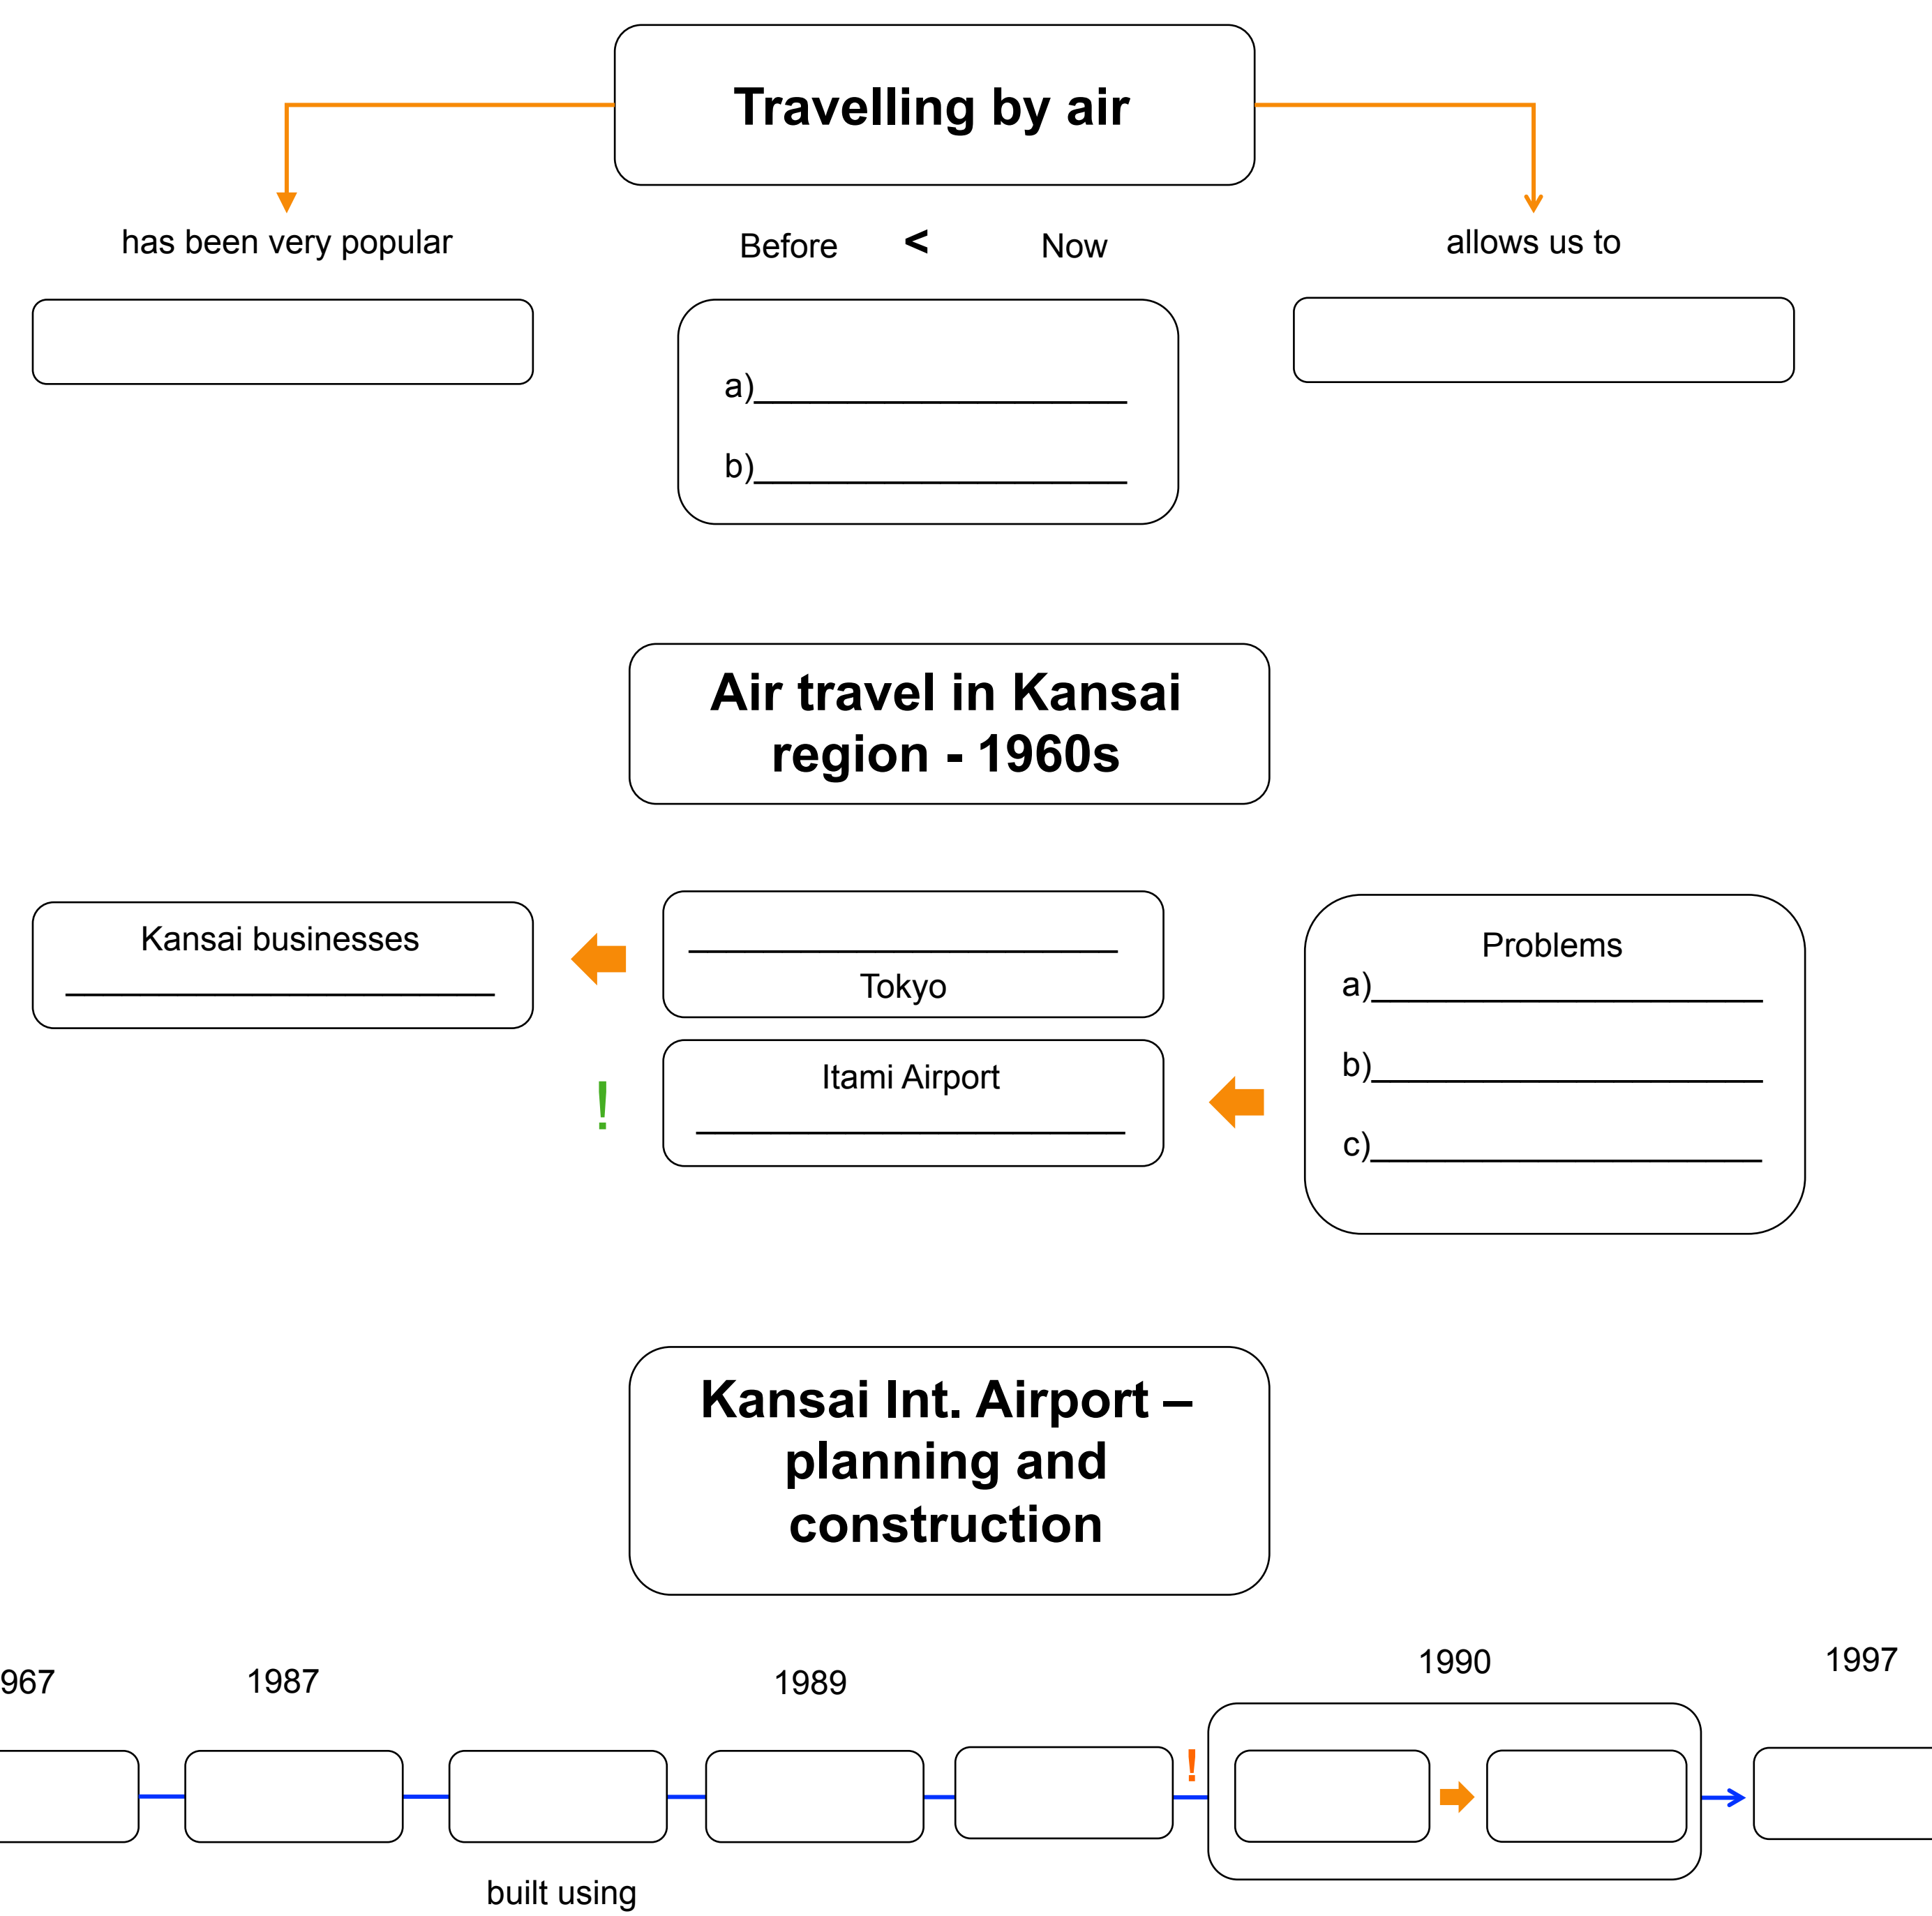 Travelling by air
has been very popular
Before < Now
allows us to
a)
b)
Air travel in Kansai
region - 1960s
Kansai businesses
Tokyo
Itami Airport
!
Problems
a)
b)
c)
Kansai Int. Airport –
planning and
construction
967
1987
1989
1990
1997
!
built using